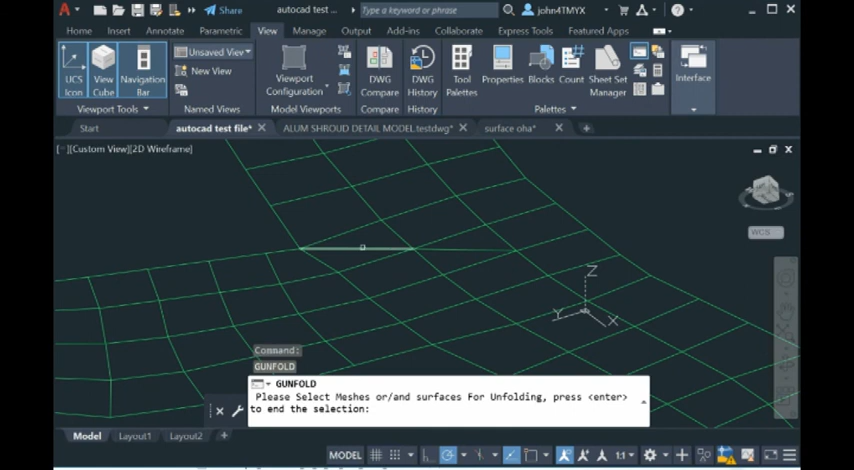 Share
autocad test ...
Type a keyword or phrase
john4TMYX
Home Insert Annotate Parametric View Manage Output Add-ins Collaborate Express Tools Featured Apps
UCS Icon
View Cube
Navigation Bar
Unsaved View
New View
Viewport Configuration
DWG Compare
DWG History
Tool Palettes
Properties
Blocks
Count
Sheet Set Manager
Interface
Viewport Tools
Named Views
Model Viewports
Compare
History
Palettes
Start
autocad test file*
ALUM SHROUD DETAIL MODEL.testdwg*
surface oha*
[−][Custom View][2D Wireframe]
WCS
Z
Y
X
Command:
GUNFOLD
GUNFOLD
Please Select Meshes or/and surfaces For Unfolding, press <enter>
to end the selection:
Model Layout1 Layout2 +
MODEL
1:1